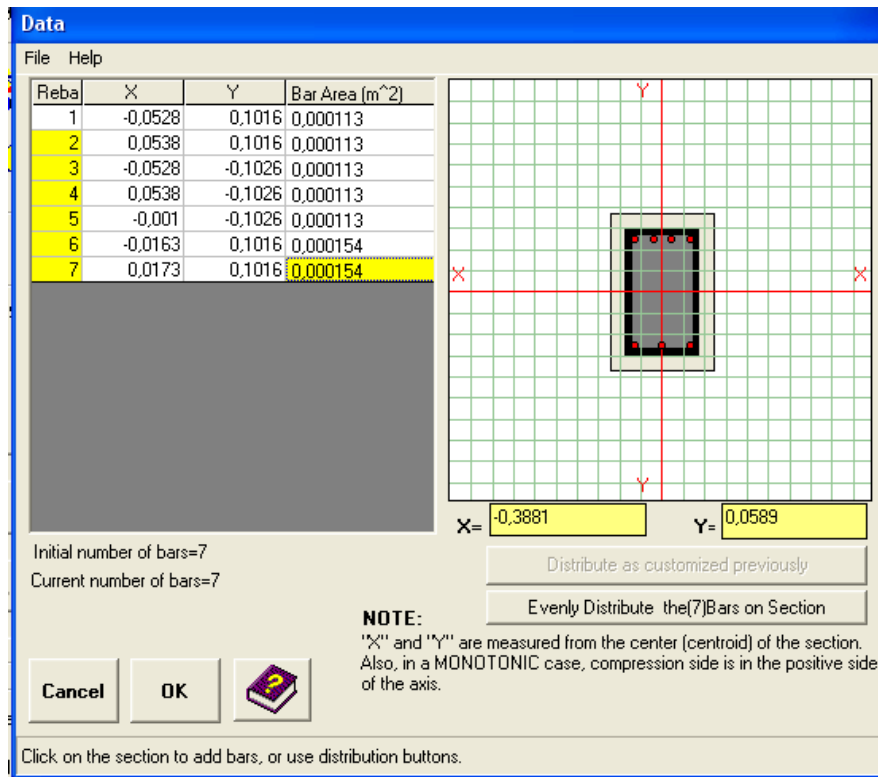 Data
File Help
Reba X Y Bar Area (m^2)
1 -0,0528 0,1016 0,000113
2 0,0538 0,1016 0,000113
3 -0,0528 -0,1026 0,000113
4 0,0538 -0,1026 0,000113
5 -0,001 -0,1026 0,000113
6 -0,0163 0,1016 0,000154
7 0,0173 0,1016 0,000154
Y
X X
Y
X= -0,3881 Y= 0,0589
Initial number of bars=7
Current number of bars=7
Distribute as customized previously
Evenly Distribute the(7)Bars on Section
NOTE:
"X" and "Y" are measured from the center (centroid) of the section.
Also, in a MONOTONIC case, compression side is in the positive side
of the axis.
Cancel OK ?
Click on the section to add bars, or use distribution buttons.